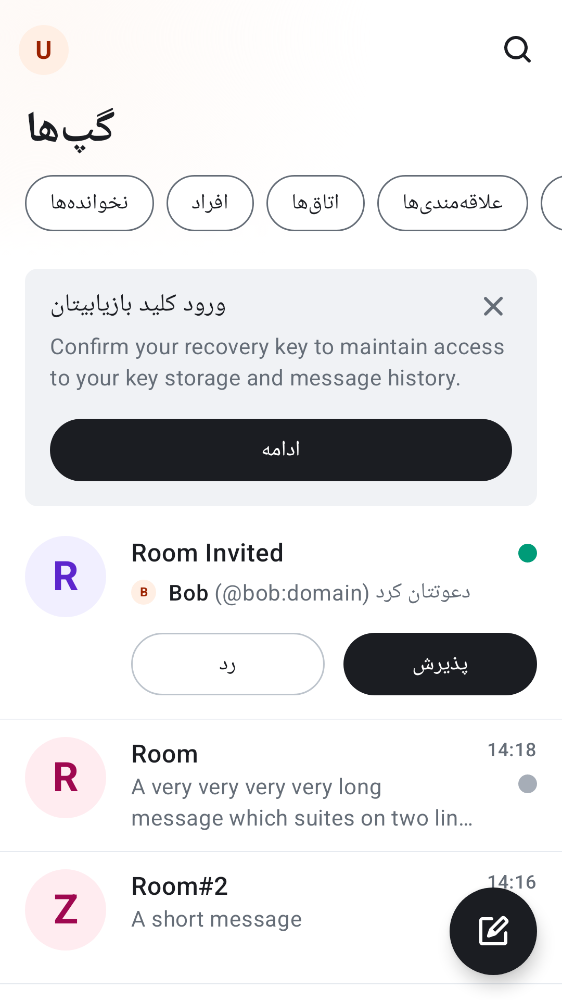 U
گپ‌ها
نخوانده‌ها
افراد
اتاق‌ها
علاقه‌مندی‌ها
ورود کلید بازیابیتان
Confirm your recovery key to maintain access
to your key storage and message history.
ادامه
R
Room Invited
B Bob (@bob:domain) دعوتتان کرد
رد
پذیرش
R
Room
14:18
A very very very very long
message which suites on two lin…
Z
Room#2
14:16
A short message